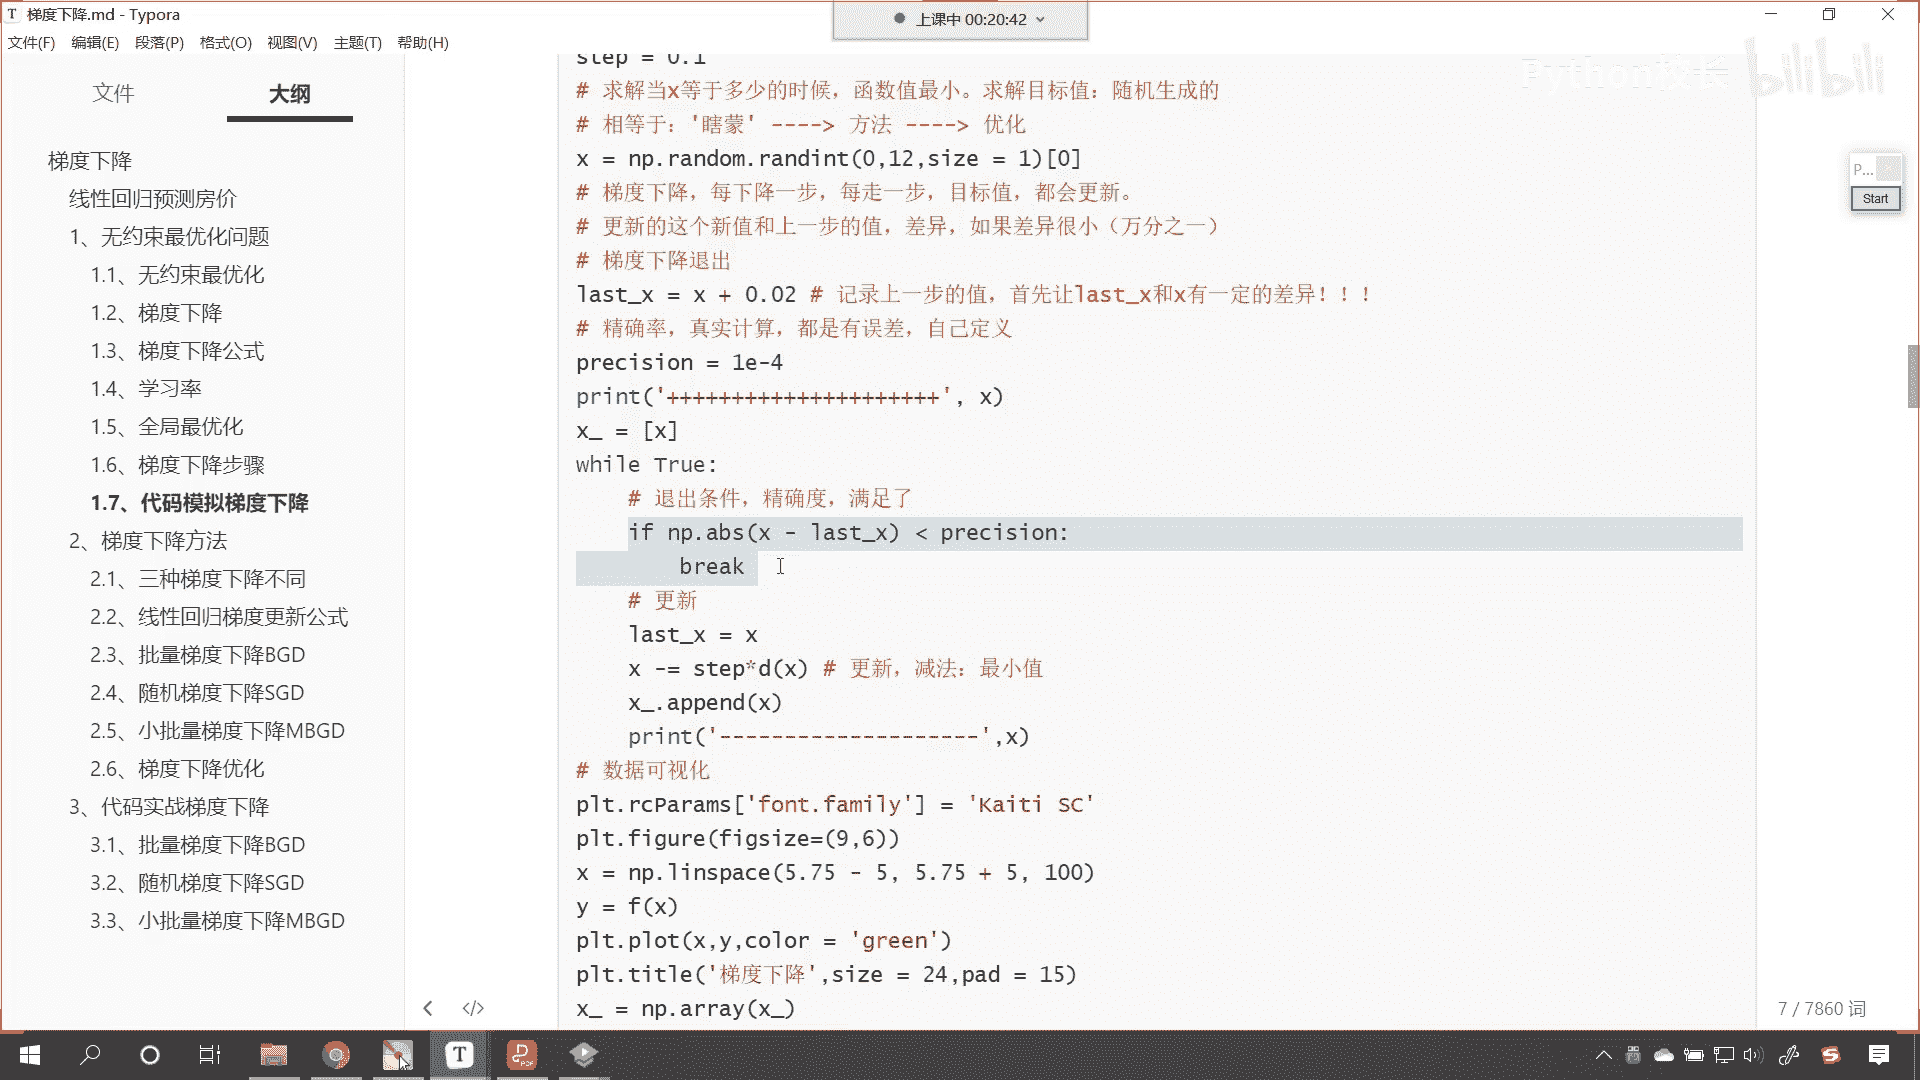 梯度下降.md - Typora
上课中 00:20:42
文件(F) 编辑(E) 段落(P) 格式(O) 视图(V) 主题(T) 帮助(H)
文件 大纲
梯度下降
线性回归预测房价
1、无约束最优化问题
1.1、无约束最优化
1.2、梯度下降
1.3、梯度下降公式
1.4、学习率
1.5、全局最优化
1.6、梯度下降步骤
1.7、代码模拟梯度下降
2、梯度下降方法
2.1、三种梯度下降不同
2.2、线性回归梯度更新公式
2.3、批量梯度下降BGD
2.4、随机梯度下降SGD
2.5、小批量梯度下降MBGD
2.6、梯度下降优化
3、代码实战梯度下降
3.1、批量梯度下降BGD
3.2、随机梯度下降SGD
3.3、小批量梯度下降MBGD
step = 0.1
# 求解当x等于多少的时候，函数值最小。求解目标值：随机生成的
# 相等于：'瞎蒙' ----> 方法 ----> 优化
x = np.random.randint(0,12,size = 1)[0]
# 梯度下降，每下降一步，每走一步，目标值，都会更新。
# 更新的这个新值和上一步的值，差异，如果差异很小（万分之一）
# 梯度下降退出
last_x = x + 0.02 # 记录上一步的值，首先让last_x和x有一定的差异！！！
# 精确率，真实计算，都是有误差，自己定义
precision = 1e-4
print('+++++++++++++++++++++', x)
x_ = [x]
while True:
# 退出条件，精确度，满足了
if np.abs(x - last_x) < precision:
break
# 更新
last_x = x
x -= step*d(x) # 更新，减法：最小值
x_.append(x)
print('--------------------',x)
# 数据可视化
plt.rcParams['font.family'] = 'Kaiti SC'
plt.figure(figsize=(9,6))
x = np.linspace(5.75 - 5, 5.75 + 5, 100)
y = f(x)
plt.plot(x,y,color = 'green')
plt.title('梯度下降',size = 24,pad = 15)
x_ = np.array(x_)
Python校长 bilibili
P...
Start
7 / 7860 词